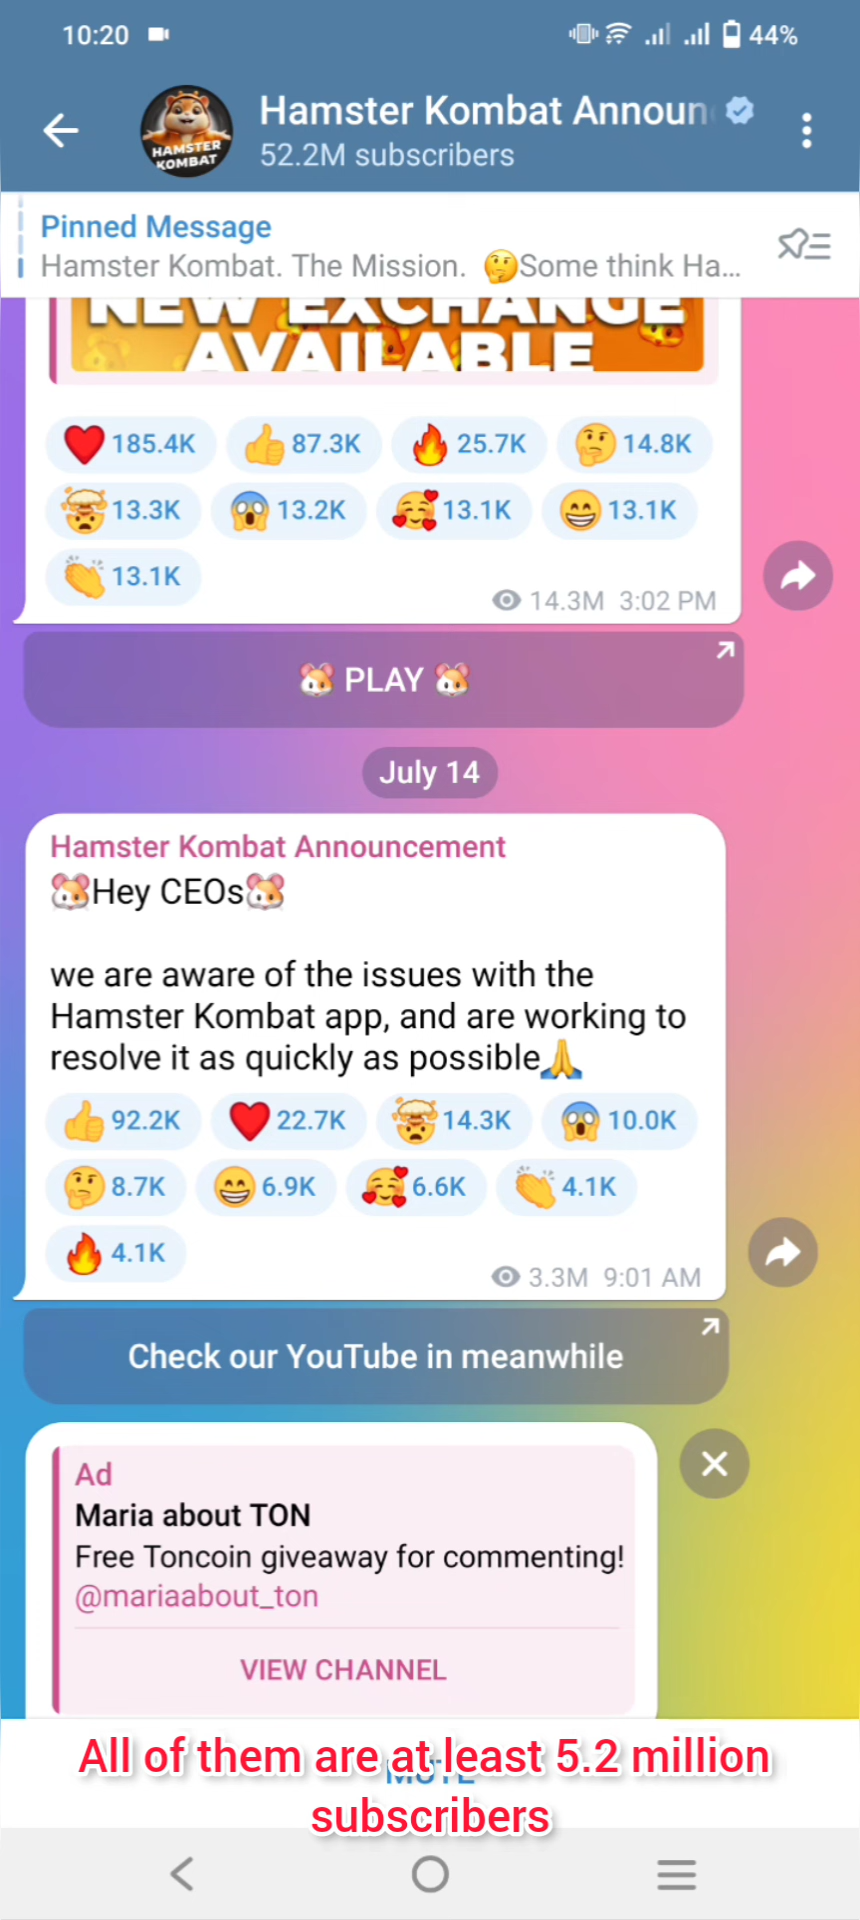 10:20
44%
Hamster Kombat Announ
52.2M subscribers
HAMSTER
KOMBAT
Pinned Message
Hamster Kombat. The Mission. 🤔Some think Ha...
NEW EXCHANGE
AVAILABLE
❤️ 185.4K 👍 87.3K 🔥 25.7K 🤔 14.8K
🤯 13.3K 😱 13.2K 🥰 13.1K 😁 13.1K
👏 13.1K
14.3M 3:02 PM
🐹 PLAY 🐹
July 14
Hamster Kombat Announcement
🐹Hey CEOs🐹
we are aware of the issues with the
Hamster Kombat app, and are working to
resolve it as quickly as possible🙏
👍 92.2K ❤️ 22.7K 🤯 14.3K 😱 10.0K
🤔 8.7K 😁 6.9K 🥰 6.6K 👏 4.1K
🔥 4.1K
3.3M 9:01 AM
Check our YouTube in meanwhile
Ad
Maria about TON
Free Toncoin giveaway for commenting!
@mariaabout_ton
VIEW CHANNEL
MUTE
All of them are at least 5.2 million
subscribers